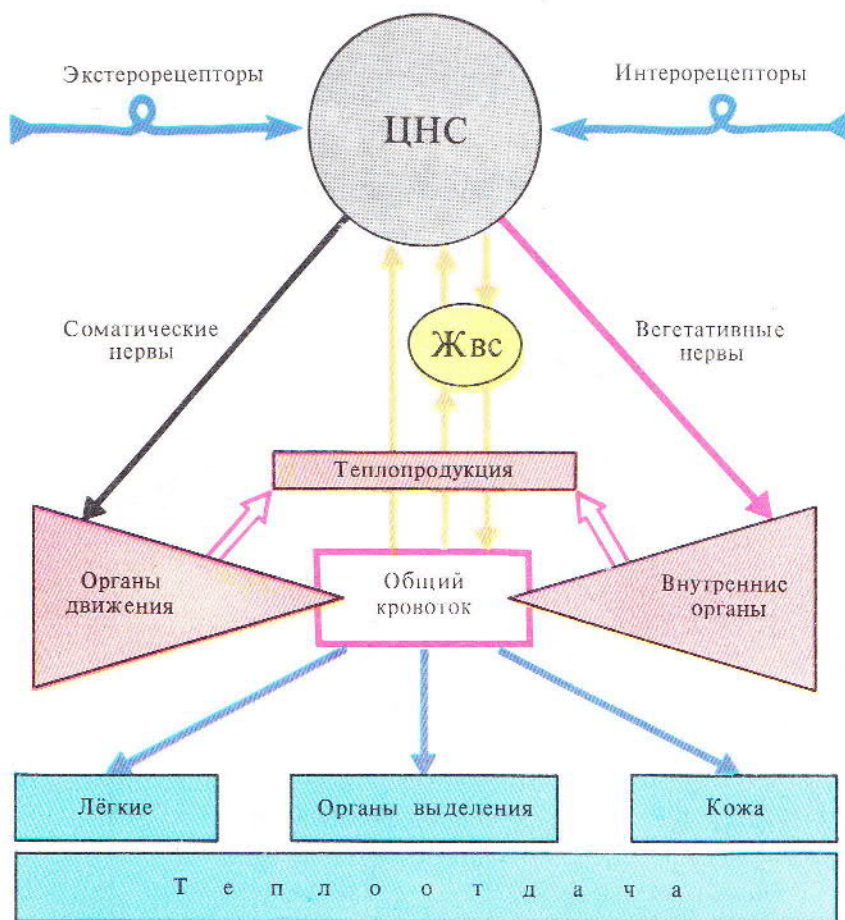 Экстерорецепторы
Интерорецепторы
ЦНС
Соматические
нервы
Жвс
Вегетативные
нервы
Теплопродукция
Органы
движения
Общий
кровоток
Внутреннис
органы
Лёгкие
Органы выделения
Кожа
Теплоотдача